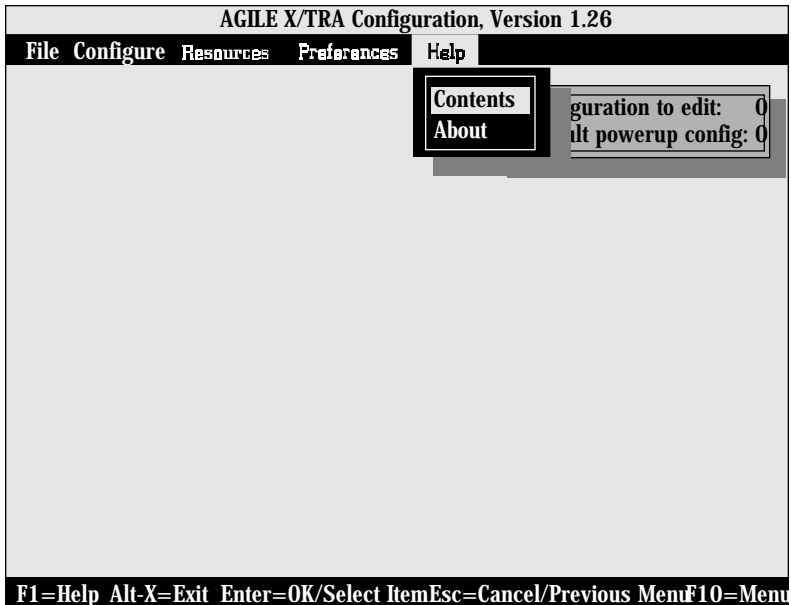 AGILE X/TRA Configuration, Version 1.26
File Configure Resources Preferences Help
Contents
About
guration to edit: 0
ult powerup config: 0
F1=Help Alt-X=Exit Enter=OK/Select ItemEsc=Cancel/Previous MenuF10=Menu